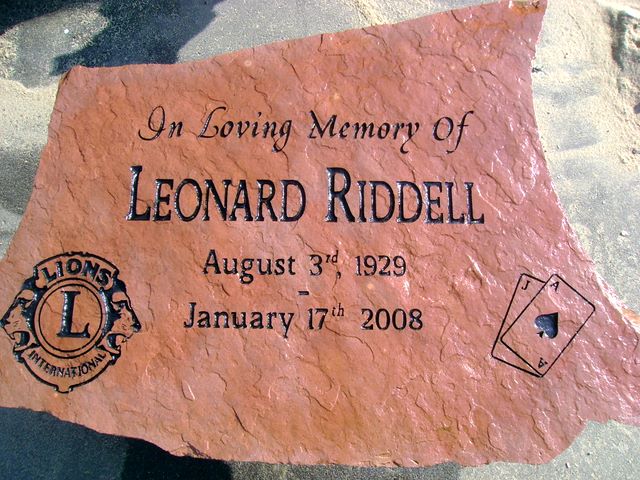 In Loving Memory Of
LEONARD RIDDELL
August 3rd, 1929
-
January 17th 2008
LIONS
L
INTERNATIONAL
J
A
A